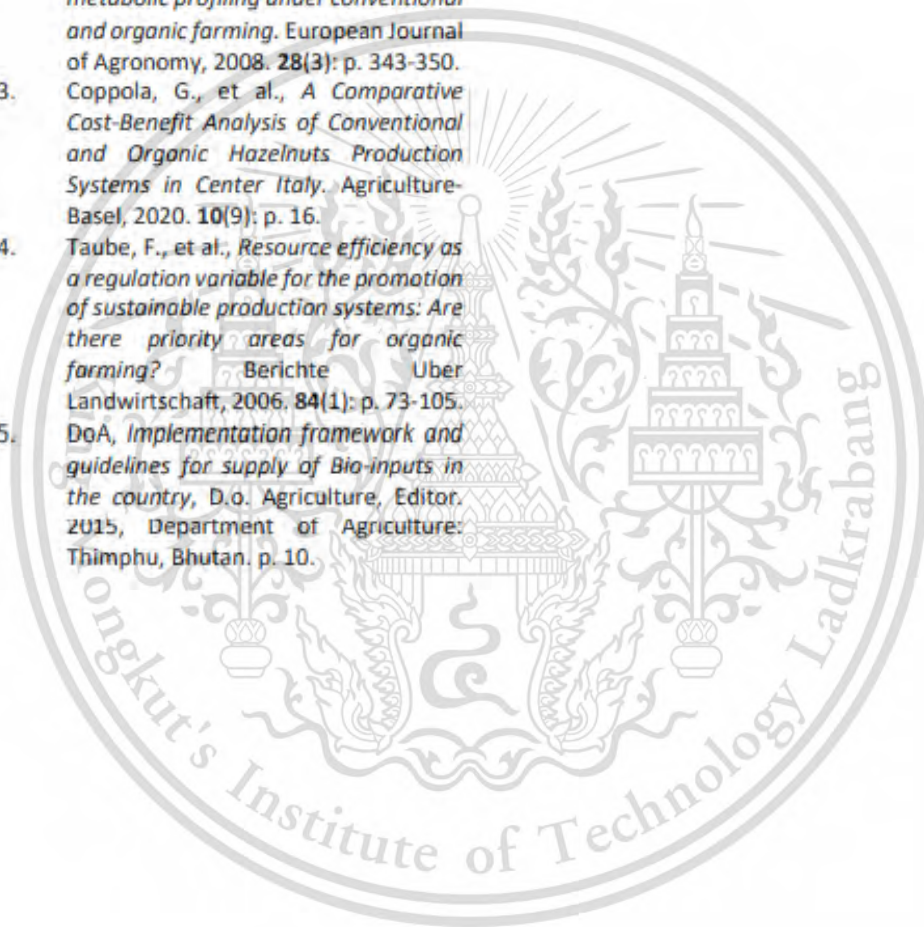 metabolic profiling under conventional
and organic farming. European Journal
of Agronomy, 2008. 28(3): p. 343-350.
3. Coppola, G., et al., A Comparative
Cost-Benefit Analysis of Conventional
and Organic Hazelnuts Production
Systems in Center Italy. Agriculture-
Basel, 2020. 10(9): p. 16.
4. Taube, F., et al., Resource efficiency as
a regulation variable for the promotion
of sustainable production systems: Are
there priority areas for organic
farming? Berichte Uber
Landwirtschaft, 2006. 84(1): p. 73-105.
5. DoA, Implementation framework and
guidelines for supply of Bio-inputs in
the country, D.o. Agriculture, Editor.
2015, Department of Agriculture:
Thimphu, Bhutan. p. 10.
ongkut's Institute of Technology Ladkrabang